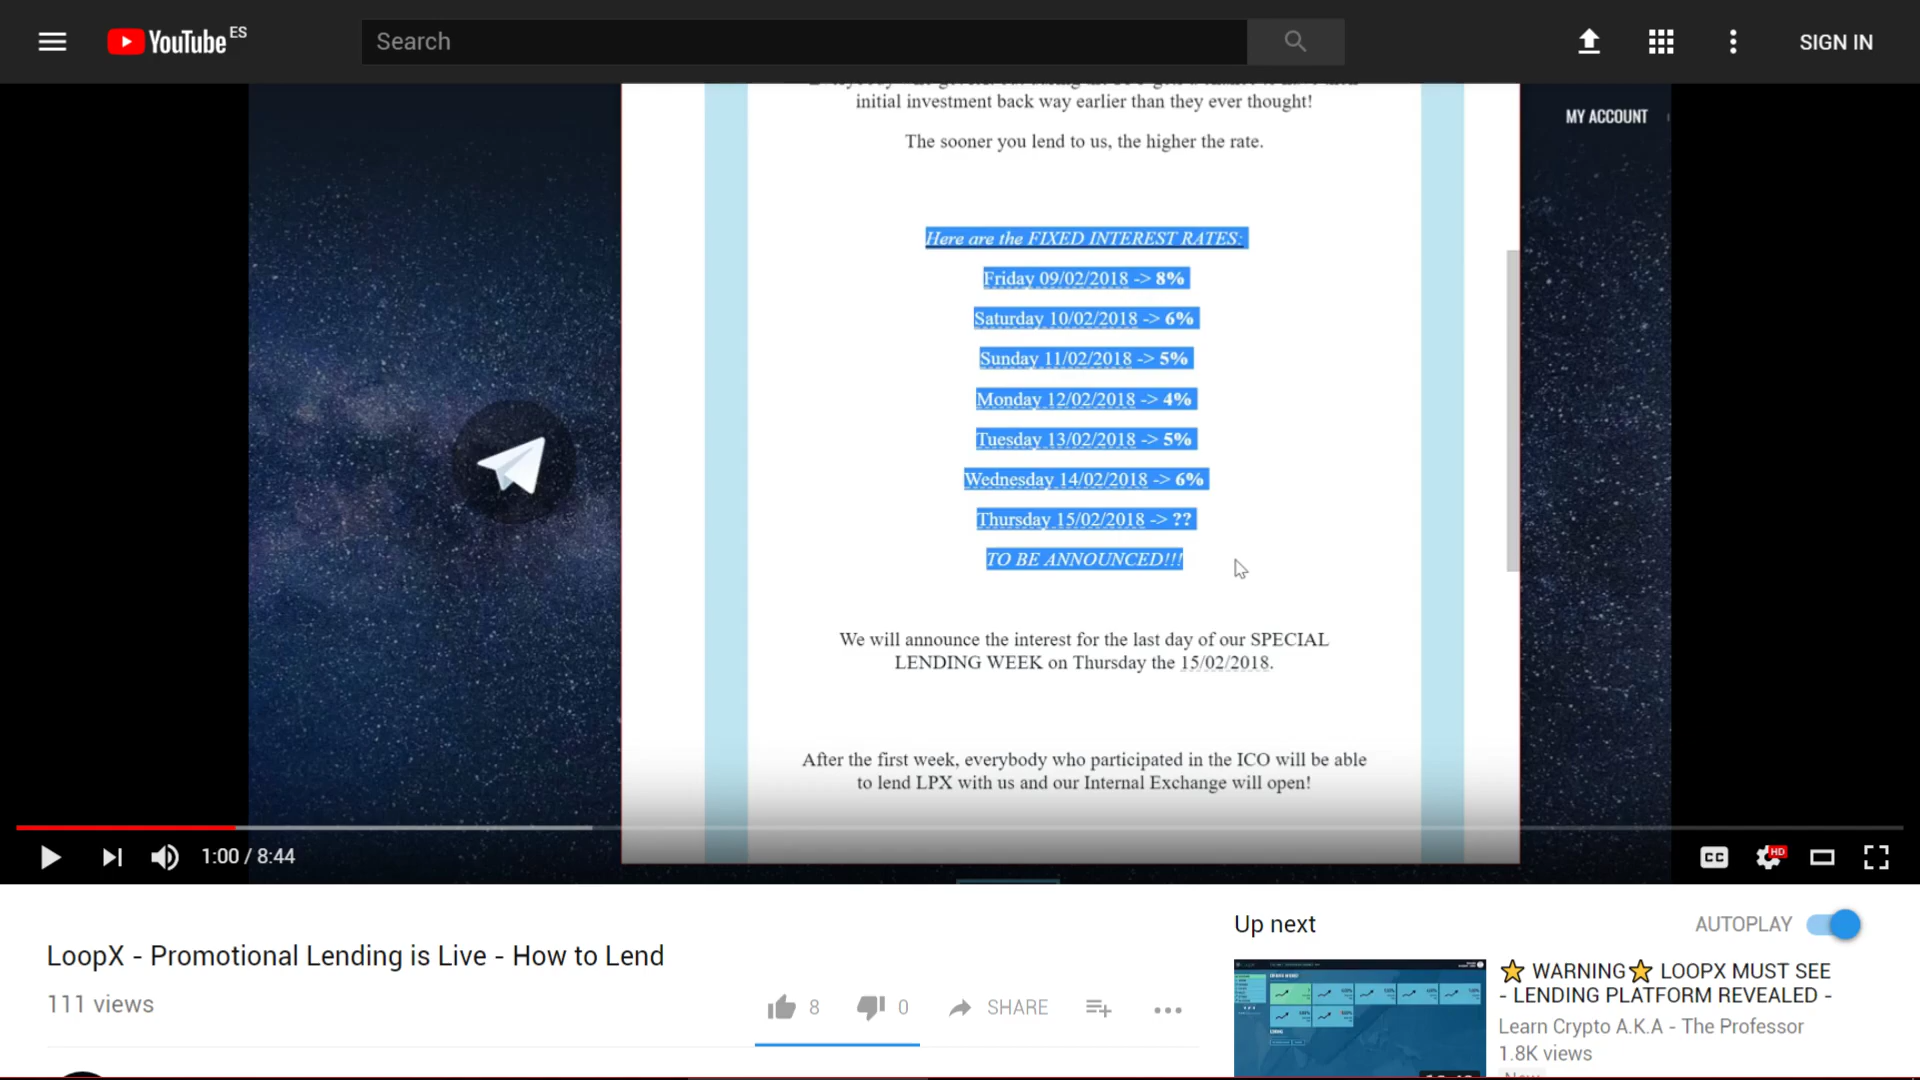 YouTube ES
Search
SIGN IN
MY ACCOUNT
initial investment back way earlier than they ever thought!
The sooner you lend to us, the higher the rate.
Here are the FIXED INTEREST RATES:
Friday 09/02/2018 -> 8%
Saturday 10/02/2018 -> 6%
Sunday 11/02/2018 -> 5%
Monday 12/02/2018 -> 4%
Tuesday 13/02/2018 -> 5%
Wednesday 14/02/2018 -> 6%
Thursday 15/02/2018 -> ??
TO BE ANNOUNCED!!!
We will announce the interest for the last day of our SPECIAL
LENDING WEEK on Thursday the 15/02/2018.
After the first week, everybody who participated in the ICO will be able
to lend LPX with us and our Internal Exchange will open!
1:00 / 8:44
CC
HD
LoopX - Promotional Lending is Live - How to Lend
111 views
8
0
SHARE
Up next
AUTOPLAY
WARNING LOOPX MUST SEE
- LENDING PLATFORM REVEALED -
Learn Crypto A.K.A - The Professor
1.8K views